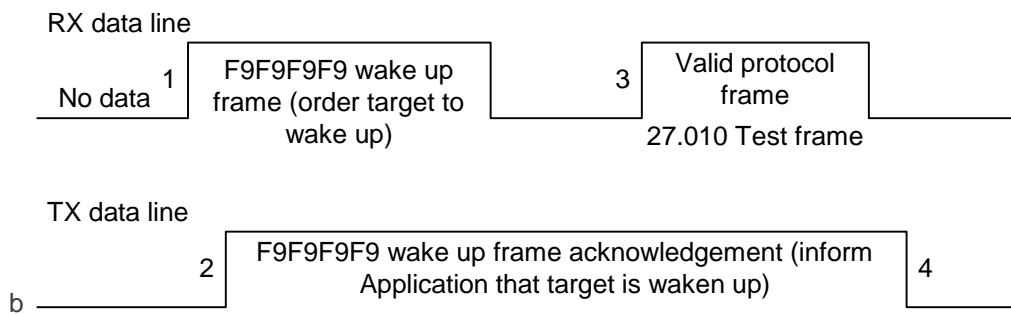 RX data line
No data
1
F9F9F9F9 wake up
frame (order target to
wake up)
3
Valid protocol
frame
27.010 Test frame
TX data line
2
F9F9F9F9 wake up frame acknowledgement (inform
Application that target is waken up)
4
b